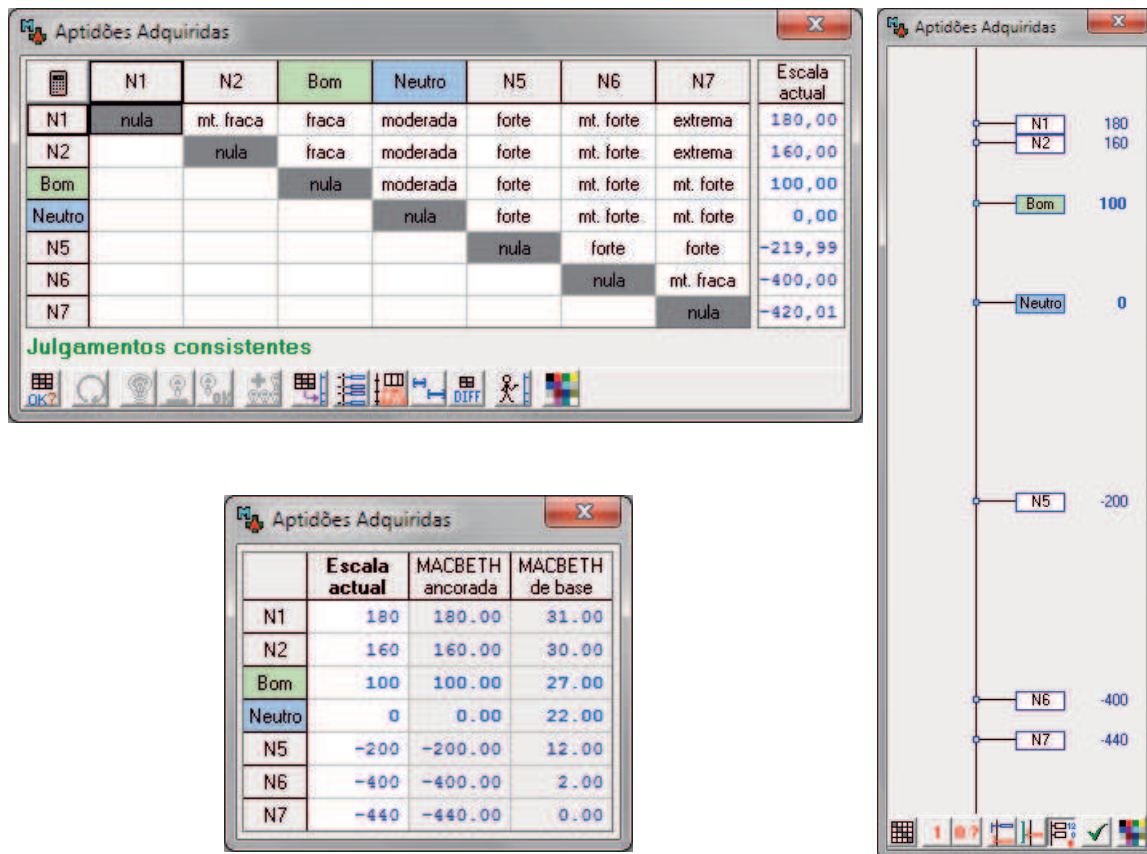 Aptidões Adquiridas
N1 N2 Bom Neutro N5 N6 N7 Escala actual
N1 nula mt. fraca fraca moderada forte mt. forte extrema 180,00
N2 nula fraca moderada forte mt. forte extrema 160,00
Bom nula moderada forte mt. forte mt. forte 100,00
Neutro nula forte mt. forte mt. forte 0,00
N5 nula forte forte -219,99
N6 nula mt. fraca -400,00
N7 nula -420,01
Julgamentos consistentes
OK? OK DIFF
Aptidões Adquiridas
N1 180
N2 160
Bom 100
Neutro 0
N5 -200
N6 -400
N7 -440
Aptidões Adquiridas
Escala actual MACBETH ancorada MACBETH de base
N1 180 180.00 31.00
N2 160 160.00 30.00
Bom 100 100.00 27.00
Neutro 0 0.00 22.00
N5 -200 -200.00 12.00
N6 -400 -400.00 2.00
N7 -440 -440.00 0.00